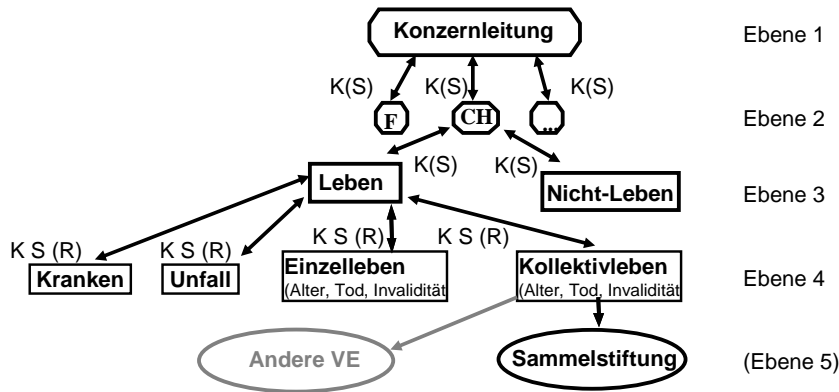 Konzernleitung Ebene 1
K(S) K(S) K(S)
F CH ... Ebene 2
K(S) K(S)
Leben Nicht-Leben Ebene 3
K S (R) K S (R) K S (R) K S (R)
Kranken Unfall Einzelleben Kollektivleben Ebene 4
(Alter, Tod, Invalidität (Alter, Tod, Invalidität
Andere VE Sammelstiftung (Ebene 5)